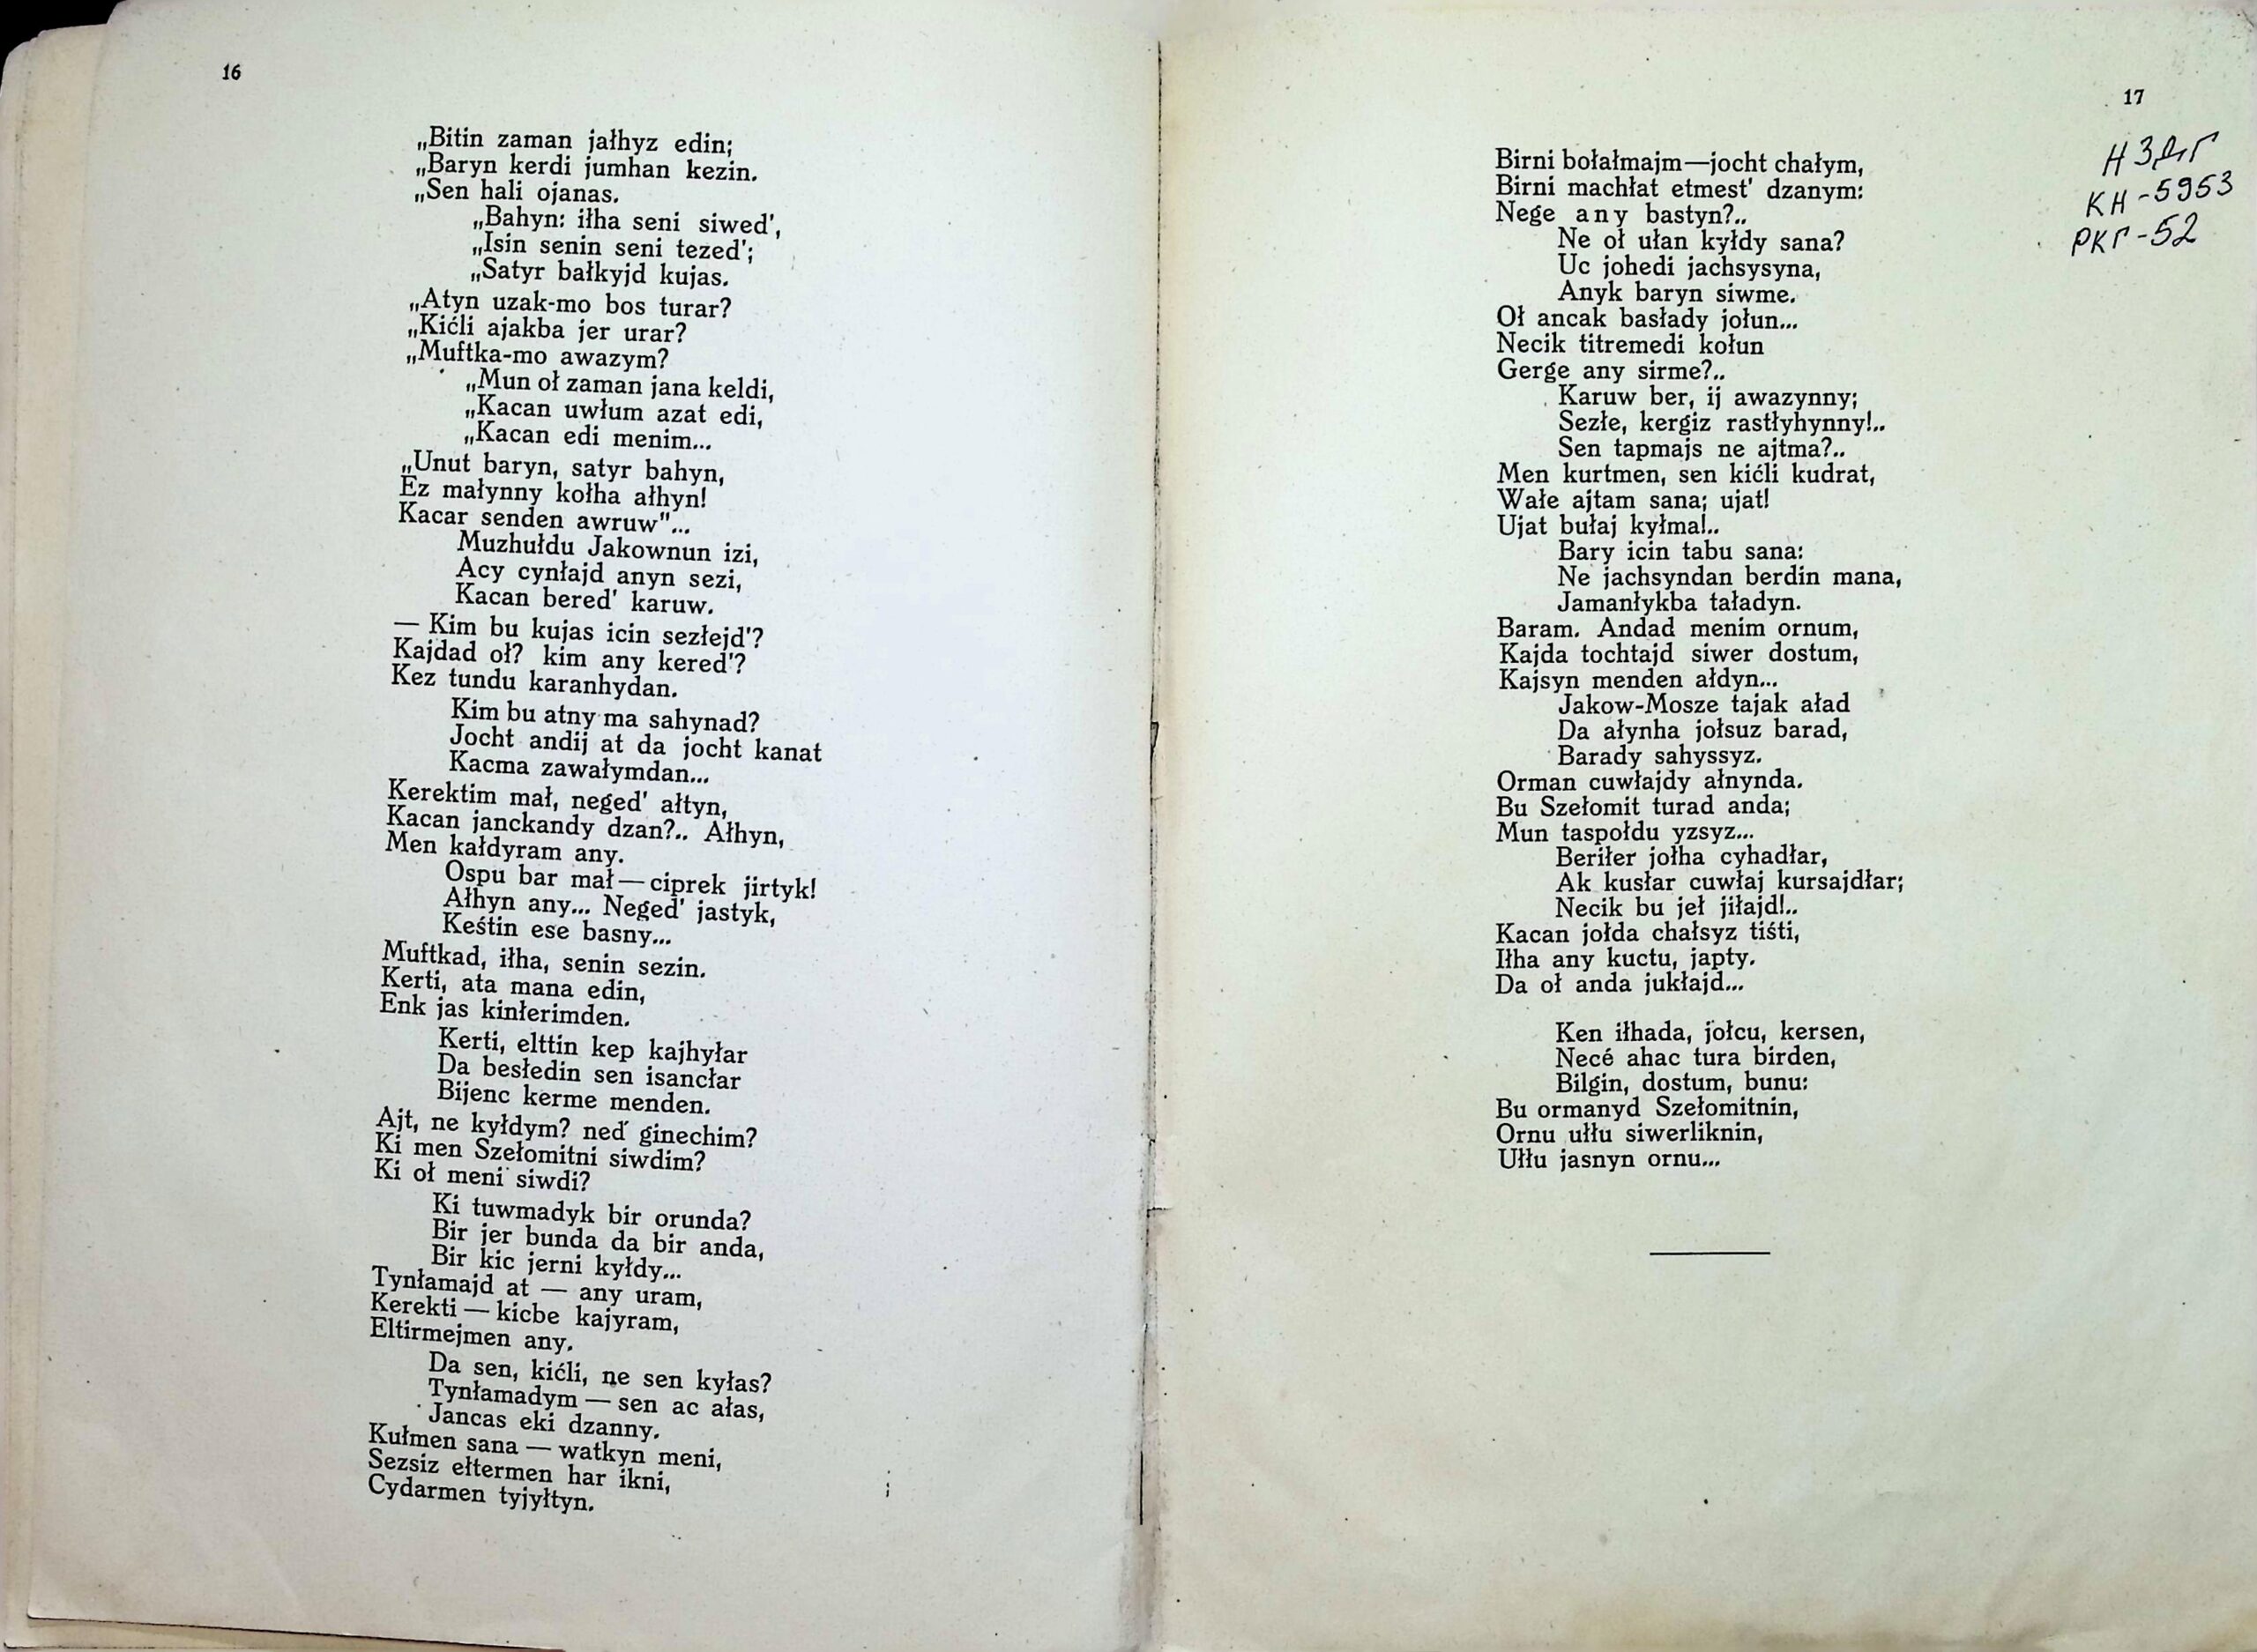 16
„Bitin zaman jałhyz edin;
„Baryn kerdi jumhan kezin.
„Sen hali ojanas.
„Bahyn: iłha seni siwed',
„Isin senin seni tezed';
„Satyr bałkyjd kujas.
„Atyn uzak-mo bos turar?
„Kićli ajakba jer urar?
„Muftka-mo awazym?
„Mun oł zaman jana keldi,
„Kacan uwłum azat edi,
„Kacan edi menim...
„Unut baryn, satyr bahyn,
Ez małynny kołha ałhyn!
Kacar senden awruw"...
Muzhułdu Jakownun izi,
Acy cynłajd anyn sezi,
Kacan bered' karuw.
— Kim bu kujas icin sezłejd'?
Kajdad oł? kim any kered'?
Kez tundu karanhydan.
Kim bu atny ma sahynad?
Jocht andij at da jocht kanat
Kacma zawałymdan...
Kerektim mał, neged' ałtyn,
Kacan janckandy dzan?.. Ałhyn,
Men kałdyram any.
Ospu bar mał — ciprek jirtyk!
Ałhyn any... Neged' jastyk,
Keśtin ese basny...
Muftkad, iłha, senin sezin.
Kerti, ata mana edin,
Enk jas kinłerimden.
Kerti, elttin kep kajhyłar
Da besłedin sen isancłar
Bijenc kerme menden.
Ajt, ne kyłdym? ned' ginechim?
Ki men Szełomitni siwdim?
Ki oł meni siwdi?
Ki tuwmadyk bir orunda?
Bir jer bunda da bir anda,
Bir kic jerni kyłdy...
Tynłamajd at — any uram,
Kerekti — kicbe kajyram,
Eltirmejmen any.
Da sen, kićli, ne sen kyłas?
Tynłamadym — sen ac ałas,
Jancas eki dzanny.
Kułmen sana — watkyn meni,
Sezsiz ełtermen har ikni,
Cydarmen tyjyłtyn.
17
НЗДГ
КН-5953
РКГ-52
Birni bołałmajm—jocht chałym,
Birni machłat etmest' dzanym:
Nege any bastyn?..
Ne oł ułan kyłdy sana?
Uc johedi jachsysyna,
Anyk baryn siwme.
Oł ancak basłady jołun...
Necik titremedi kołun
Gerge any sirme?..
Karuw ber, ij awazynny;
Sezłe, kergiz rastłyhynny!..
Sen tapmajs ne ajtma?..
Men kurtmen, sen kićli kudrat,
Wałe ajtam sana; ujat!
Ujat bułaj kyłma!..
Bary icin tabu sana:
Ne jachsyndan berdin mana,
Jamanłykba taładyn.
Baram. Andad menim ornum,
Kajda tochtajd siwer dostum,
Kajsyn menden ałdyn...
Jakow-Mosze tajak aład
Da ałynha jołsuz barad,
Barady sahyssyz.
Orman cuwłajdy ałnynda.
Bu Szełomit turad anda;
Mun taspołdu yzsyz...
Beriłer jołha cyhadłar,
Ak kusłar cuwłaj kursajdłar;
Necik bu jeł jiłajd!..
Kacan jołda chałsyz tiśti,
Iłha any kuctu, japty.
Da oł anda jukłajd...
Ken iłhada, jołcu, kersen,
Necé ahac tura birden,
Bilgin, dostum, bunu:
Bu ormanyd Szełomitnin,
Ornu ułłu siwerliknin,
Ułłu jasnyn ornu...